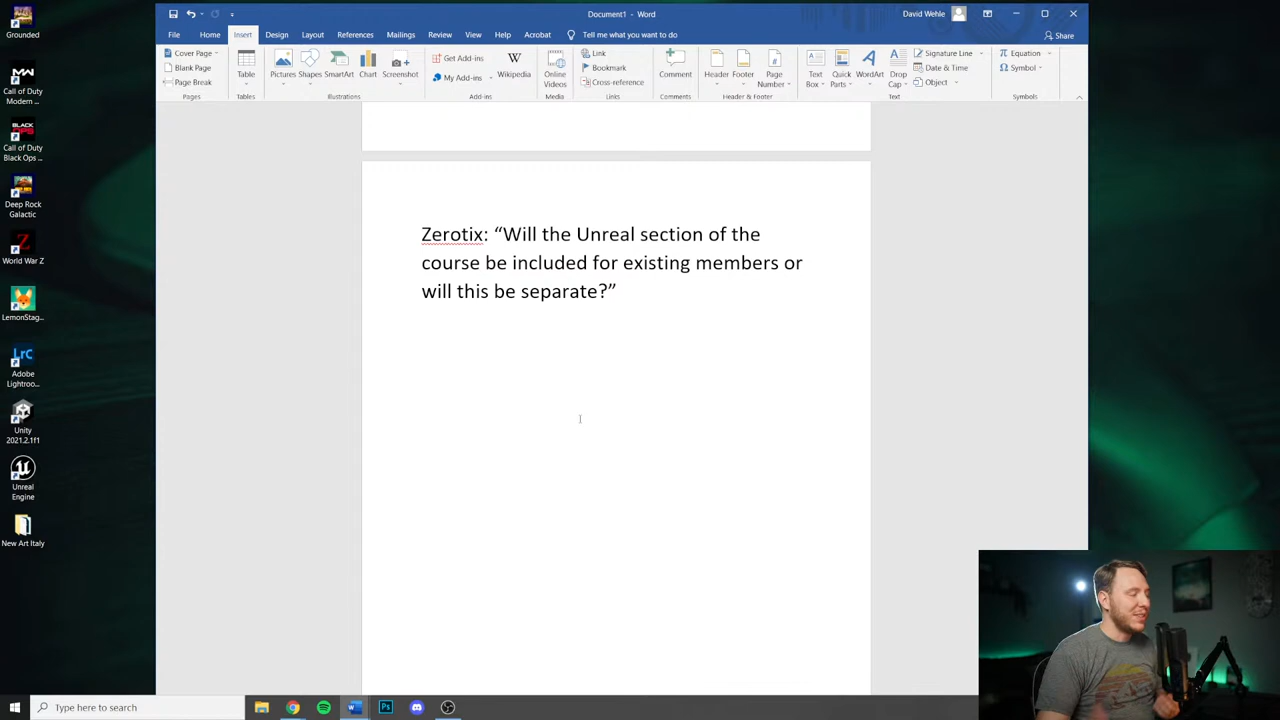 Grounded
Call of Duty
Modern ...
BLACK
OPS
Call of Duty
Black Ops ...
Deep Rock
Galactic
World War Z
LemonStag...
Lrc
Adobe
Lightroo...
Unity
2021.2.1f1
Unreal
Engine
New Art Italy
Document1 - Word
David Wehle
File Home Insert Design Layout References Mailings Review View Help Acrobat Tell me what you want to do Share
Cover Page
Blank Page
Page Break
Pages
Table
Tables
Pictures Shapes SmartArt Chart Screenshot
Illustrations
Get Add-ins
My Add-ins
W
Wikipedia
Add-ins
Online
Videos
Media
Link
Bookmark
Cross-reference
Links
Comment
Comments
Header Footer Page
Number
Header & Footer
Text
Box
Quick
Parts
WordArt
Drop
Cap
Signature Line
Date & Time
Object
Text
Equation
Symbol
Symbols
Zerotix: “Will the Unreal section of the
course be included for existing members or
will this be separate?”
Type here to search
Ps